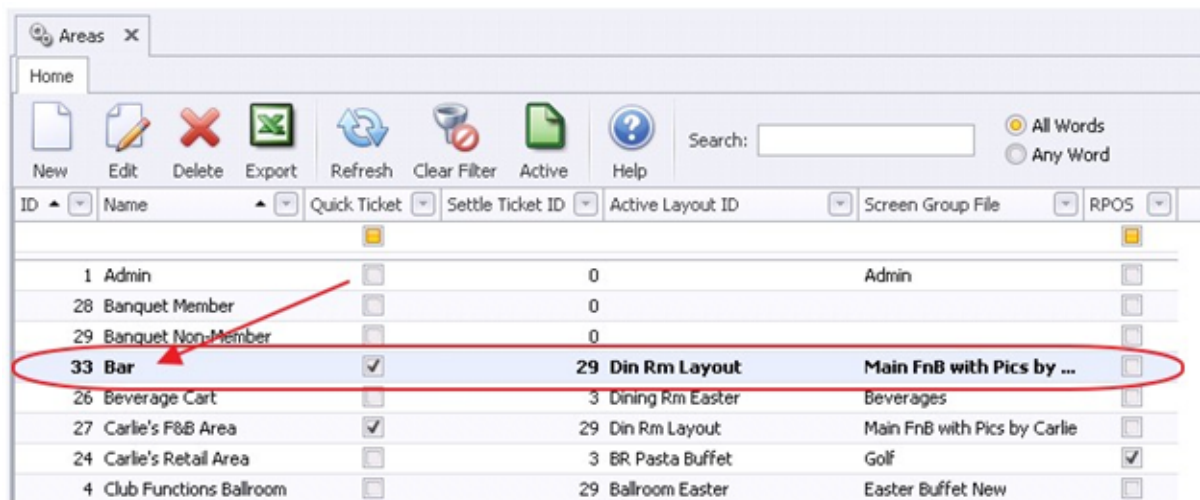 Areas
Home
New Edit Delete Export Refresh Clear Filter Active Help Search: All Words Any Word
ID Name Quick Ticket Settle Ticket ID Active Layout ID Screen Group File RPOS
1 Admin 0 Admin
28 Banquet Member 0
29 Banquet Non-Member 0
33 Bar 29 Din Rm Layout Main FnB with Pics by ...
26 Beverage Cart 3 Dining Rm Easter Beverages
27 Carlie's F&B Area 29 Din Rm Layout Main FnB with Pics by Carlie
24 Carlie's Retail Area 3 BR Pasta Buffet Golf
4 Club Functions Ballroom 29 Ballroom Easter Easter Buffet New